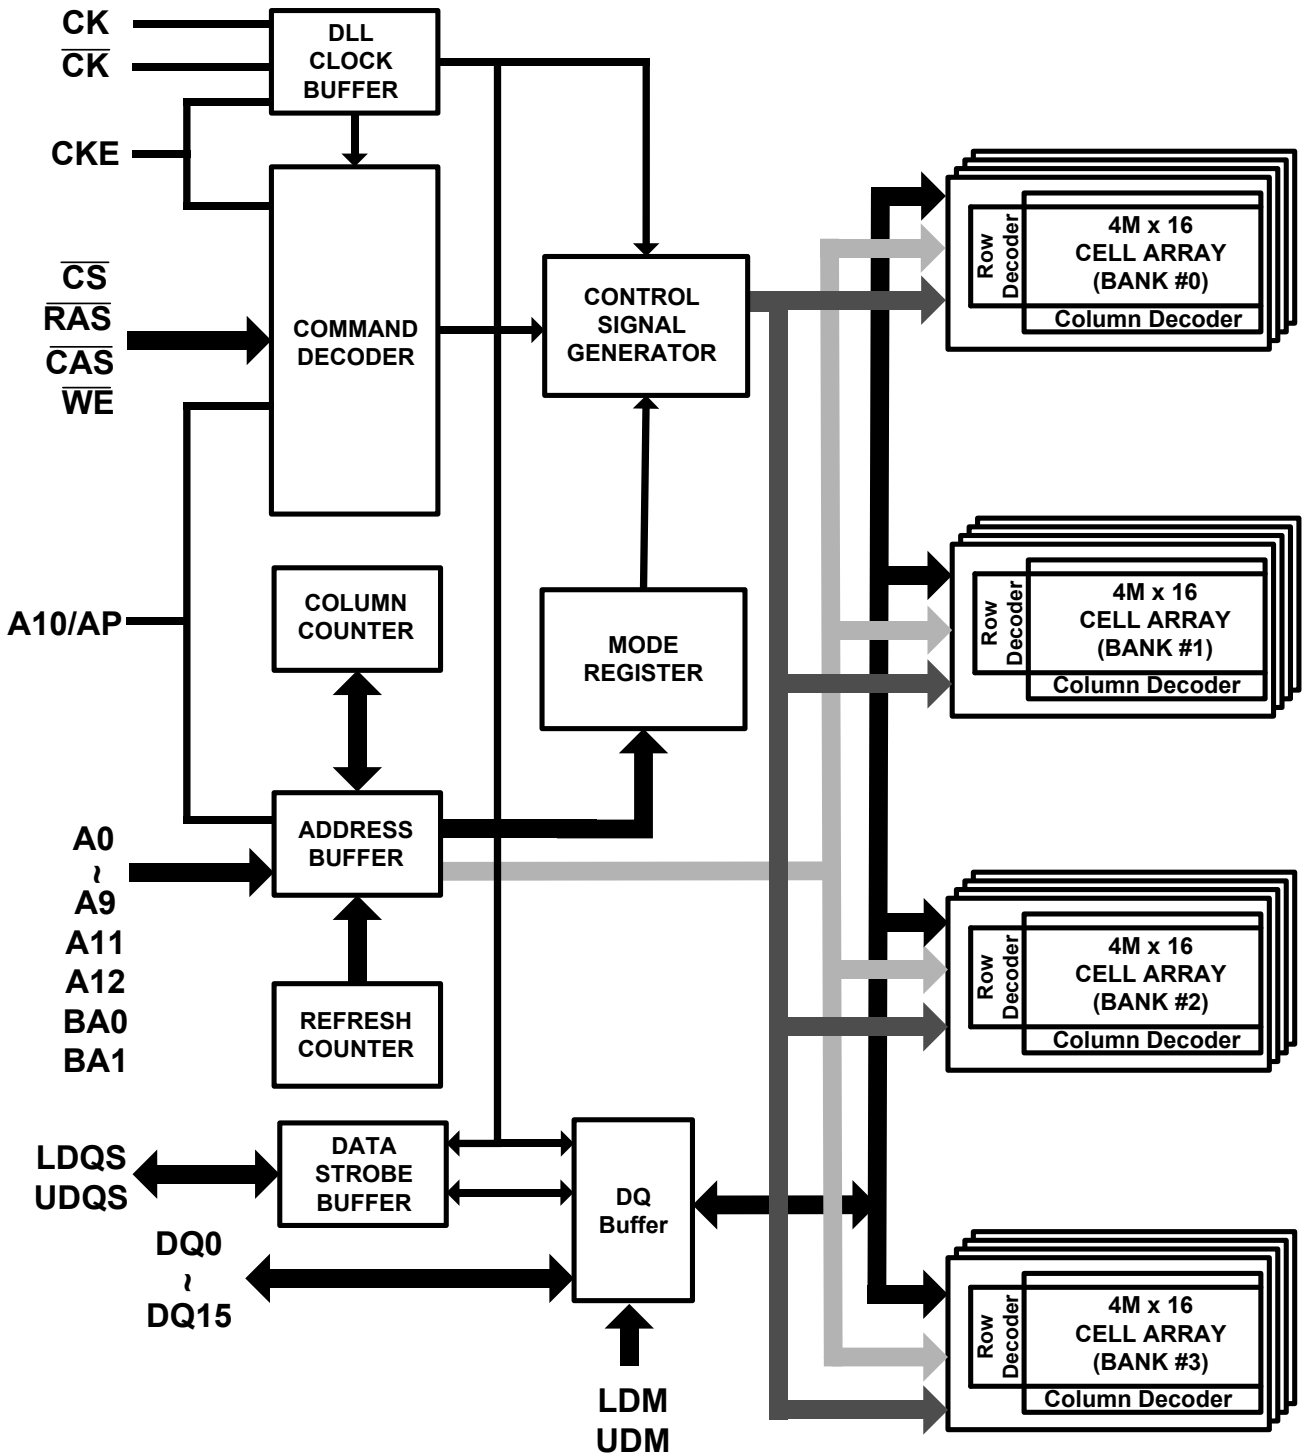 CK
CK
CKE
DLL
CLOCK
BUFFER
CS
RAS
CAS
WE
COMMAND
DECODER
CONTROL
SIGNAL
GENERATOR
A10/AP
COLUMN
COUNTER
MODE
REGISTER
A0
~
A9
A11
A12
BA0
BA1
ADDRESS
BUFFER
REFRESH
COUNTER
LDQS
UDQS
DATA
STROBE
BUFFER
DQ0
~
DQ15
DQ
Buffer
LDM
UDM
Row
Decoder
4M x 16
CELL ARRAY
(BANK #0)
Column Decoder
Row
Decoder
4M x 16
CELL ARRAY
(BANK #1)
Column Decoder
Row
Decoder
4M x 16
CELL ARRAY
(BANK #2)
Column Decoder
Row
Decoder
4M x 16
CELL ARRAY
(BANK #3)
Column Decoder